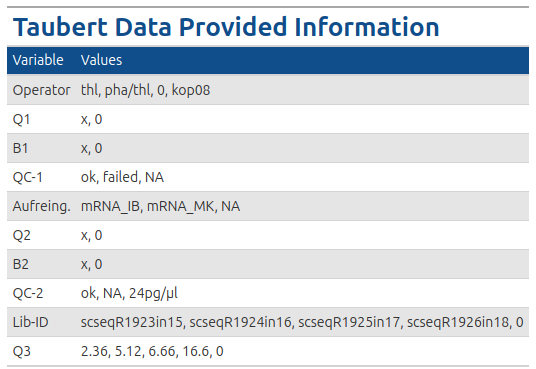 Taubert Data Provided Information
Variable Values
Operator thl, pha/thl, 0, kop08
Q1 x, 0
B1 x, 0
QC-1 ok, failed, NA
Aufreing. mRNA_IB, mRNA_MK, NA
Q2 x, 0
B2 x, 0
QC-2 ok, NA, 24pg/µl
Lib-ID scseqR1923in15, scseqR1924in16, scseqR1925in17, scseqR1926in18, 0
Q3 2.36, 5.12, 6.66, 16.6, 0